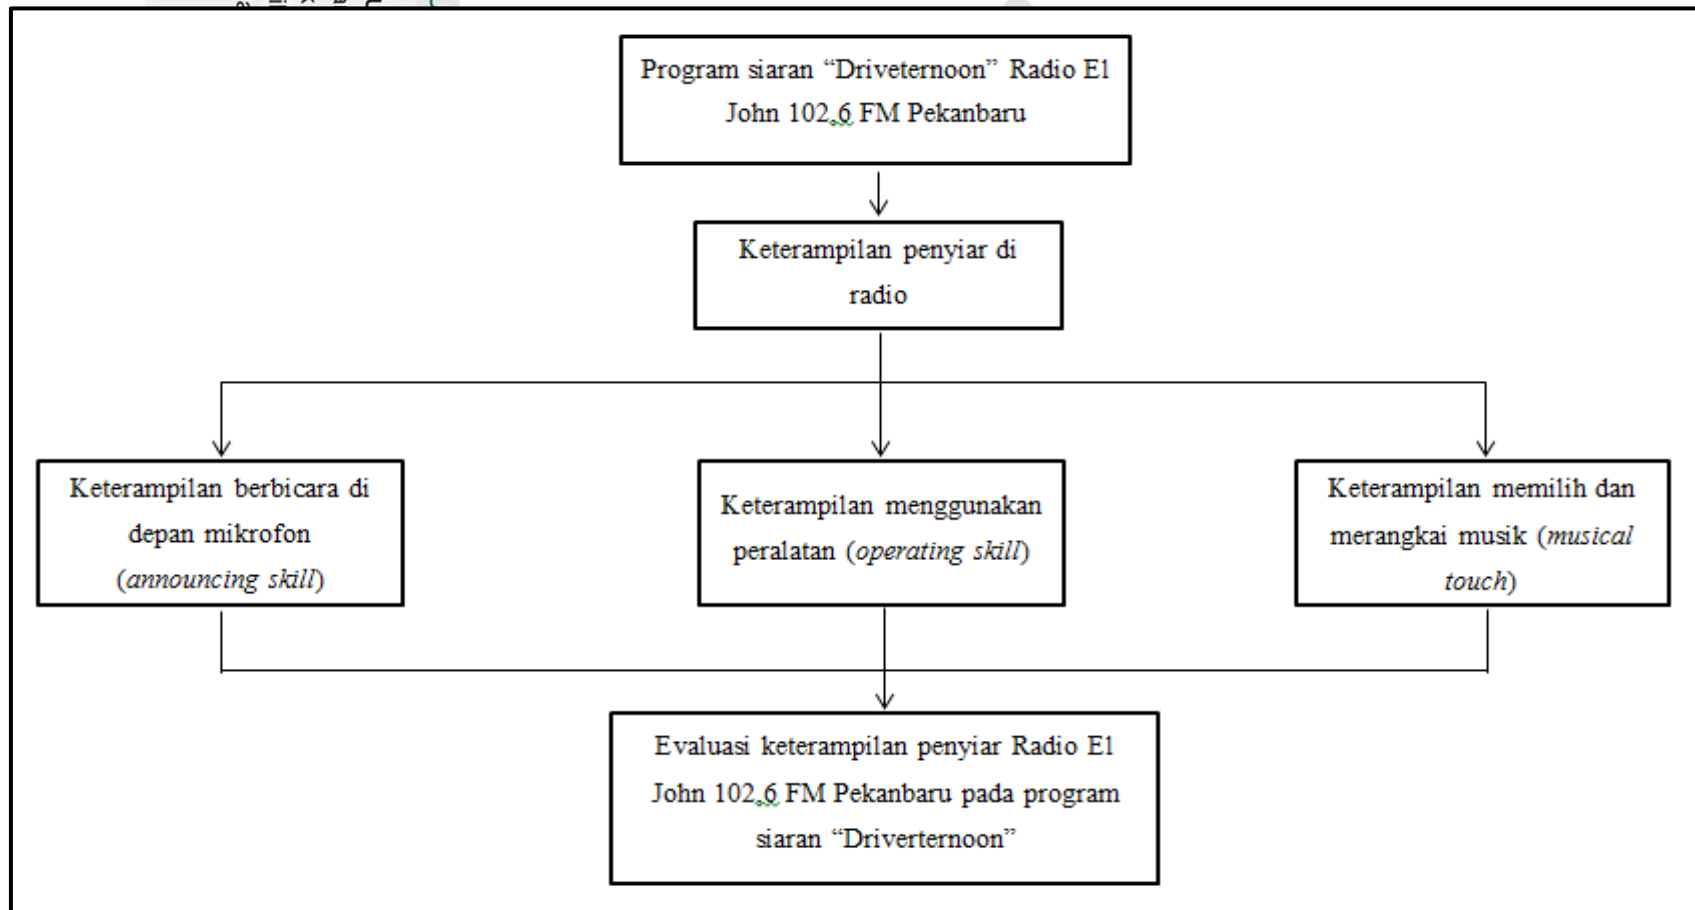 Program siaran “Driveternoon” Radio El
John 102,6 FM Pekanbaru
Keterampilan penyiar di
radio
Keterampilan berbicara di
depan mikrofon
(announcing skill)
Keterampilan menggunakan
peralatan (operating skill)
Keterampilan memilih dan
merangkai musik (musical
touch)
Evaluasi keterampilan penyiar Radio El
John 102,6 FM Pekanbaru pada program
siaran “Driverternoon”